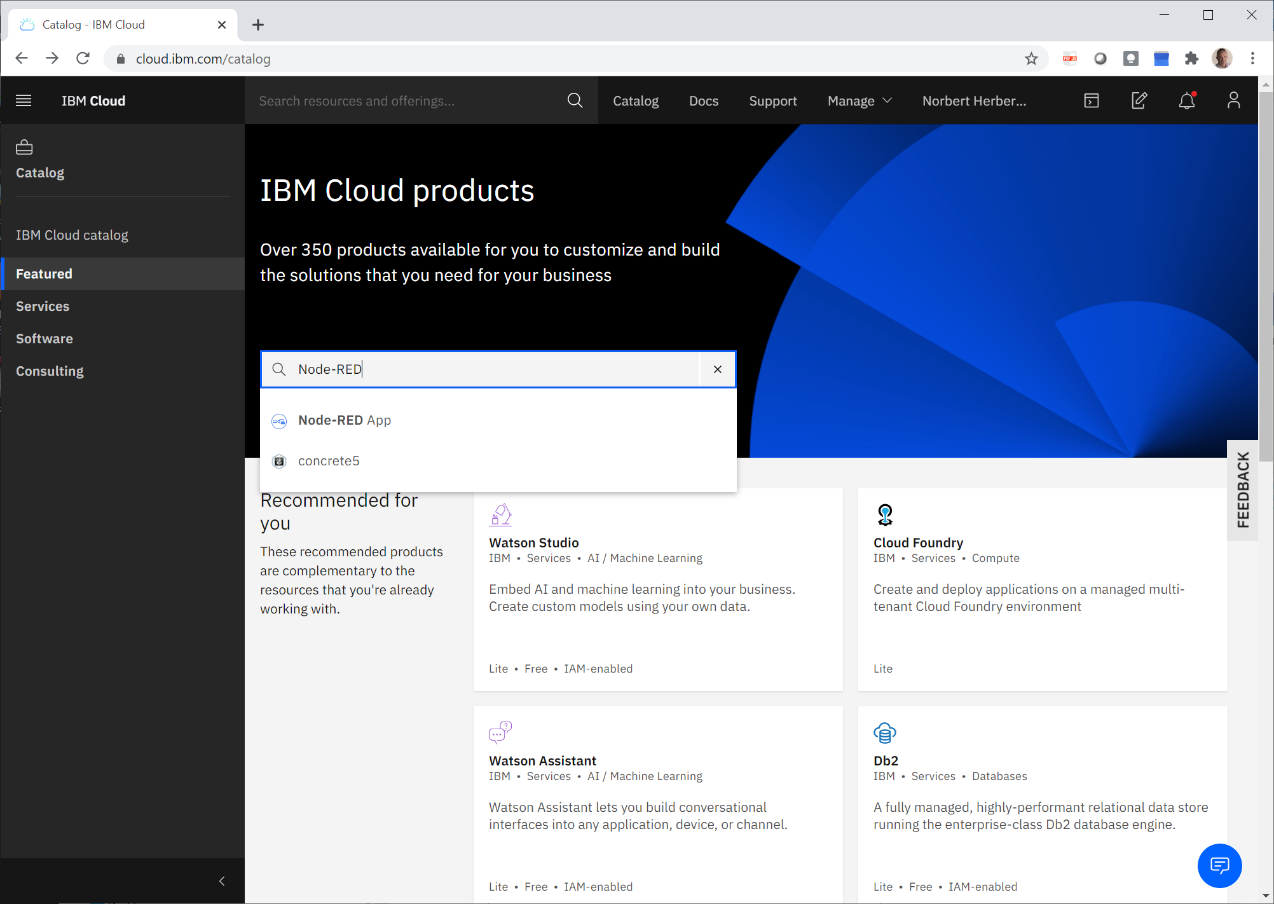 Catalog - IBM Cloud
cloud.ibm.com/catalog
IBM Cloud
Search resources and offerings...
Catalog
Docs
Support
Manage
Norbert Herber...
Catalog
IBM Cloud catalog
Featured
Services
Software
Consulting
IBM Cloud products
Over 350 products available for you to customize and build
the solutions that you need for your business
Node-RED
Node-RED App
concrete5
FEEDBACK
Recommended for
you
These recommended products
are complementary to the
resources that you're already
working with.
Watson Studio
IBM • Services • AI / Machine Learning
Embed AI and machine learning into your business.
Create custom models using your own data.
Lite • Free • IAM-enabled
Cloud Foundry
IBM • Services • Compute
Create and deploy applications on a managed multi-
tenant Cloud Foundry environment
Lite
Watson Assistant
IBM • Services • AI / Machine Learning
Watson Assistant lets you build conversational
interfaces into any application, device, or channel.
Lite • Free • IAM-enabled
Db2
IBM • Services • Databases
A fully managed, highly-performant relational data store
running the enterprise-class Db2 database engine.
Lite • Free • IAM-enabled